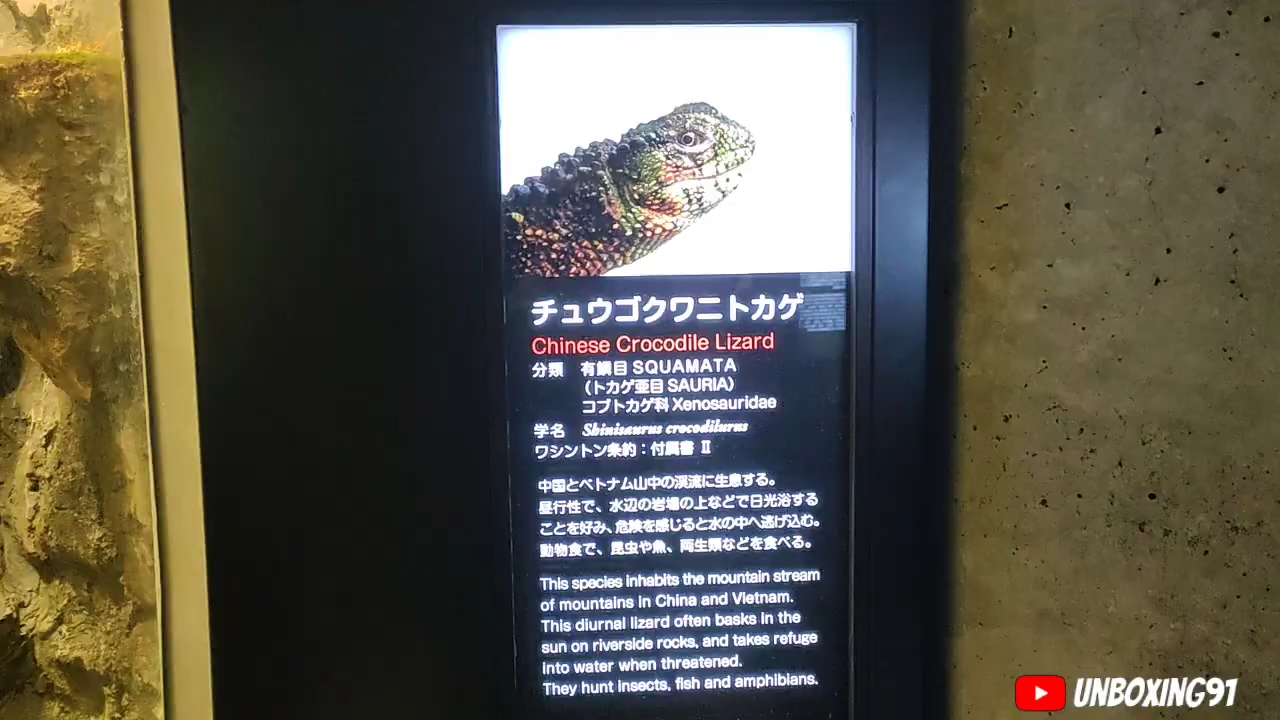 チュウゴクワニトカゲ
Chinese Crocodile Lizard
分類 有鱗目 SQUAMATA
(トカゲ亜目 SAURIA)
コブトカゲ科 Xenosauridae
学名 Shinisaurus crocodilurus
ワシントン条約：付属書 Ⅱ
中国とベトナム山中の渓流に生息する。
昼行性で、水辺の岩場の上などで日光浴する
ことを好み、危険を感じると水の中へ逃げ込む。
動物食で、昆虫や魚、両生類などを食べる。
This species inhabits the mountain stream
of mountains in China and Vietnam.
This diurnal lizard often basks in the
sun on riverside rocks, and takes refuge
into water when threatened.
They hunt insects, fish and amphibians.
UNBOXING91